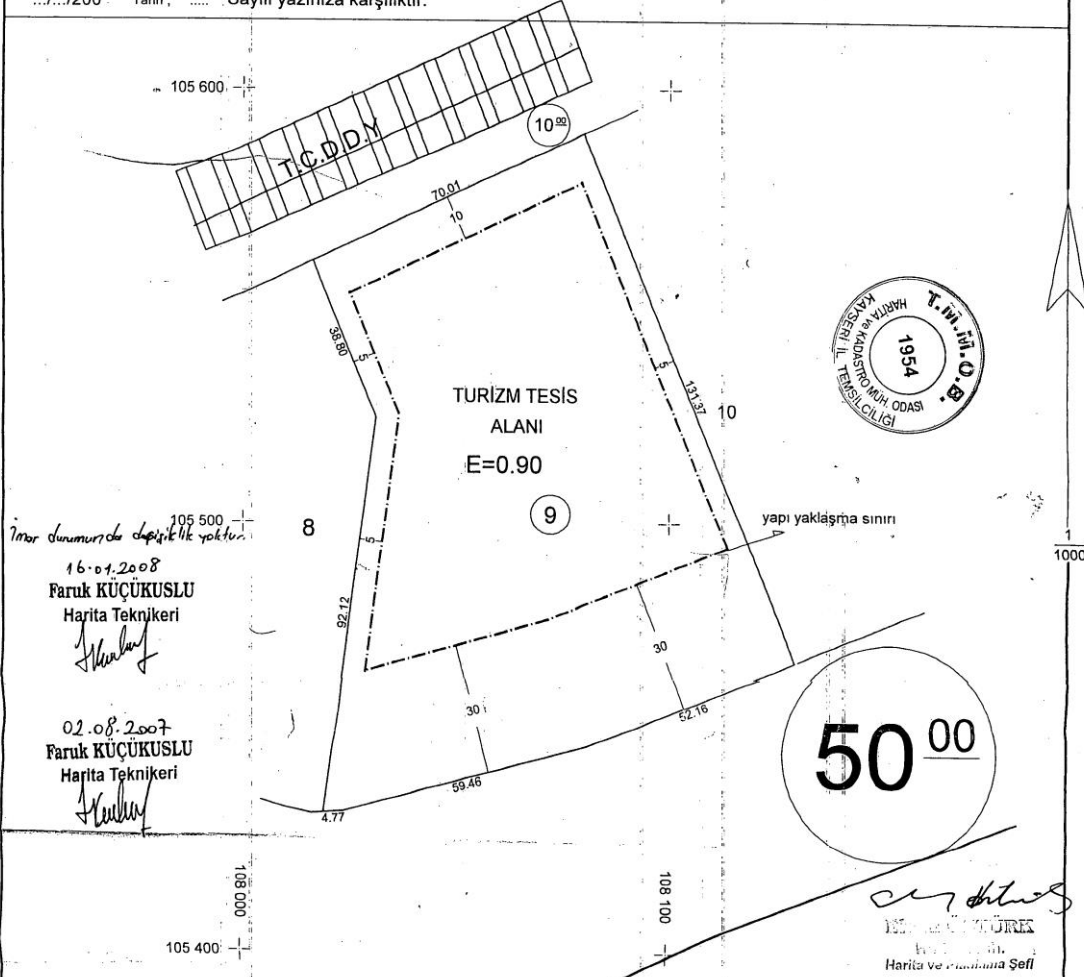 .../.../200 Tarih, ..... Sayılı yazınıza karşılıktır.
105 600
T.C.D.D.Y
10 00
70.01
10
38.80
5
TURİZM TESİS
ALANI
E=0.90
9
5
131.37
10
T.M.M.O.B.
HARİTA ve KADASTRO MÜH. ODASI
KAYSERİ İL TEMSİLCİLİĞİ
1954
1
1000
105 500
8
5
yapı yaklaşma sınırı
İmar durumunda değişiklik yoktur.
16.01.2008
Faruk KÜÇÜKUSLU
Harita Teknikeri
92.12
30
30
52.16
59.46
4.77
02.08.2007
Faruk KÜÇÜKUSLU
Harita Teknikeri
50 00
108 000
108 100
105 400
Harita ve Şefi